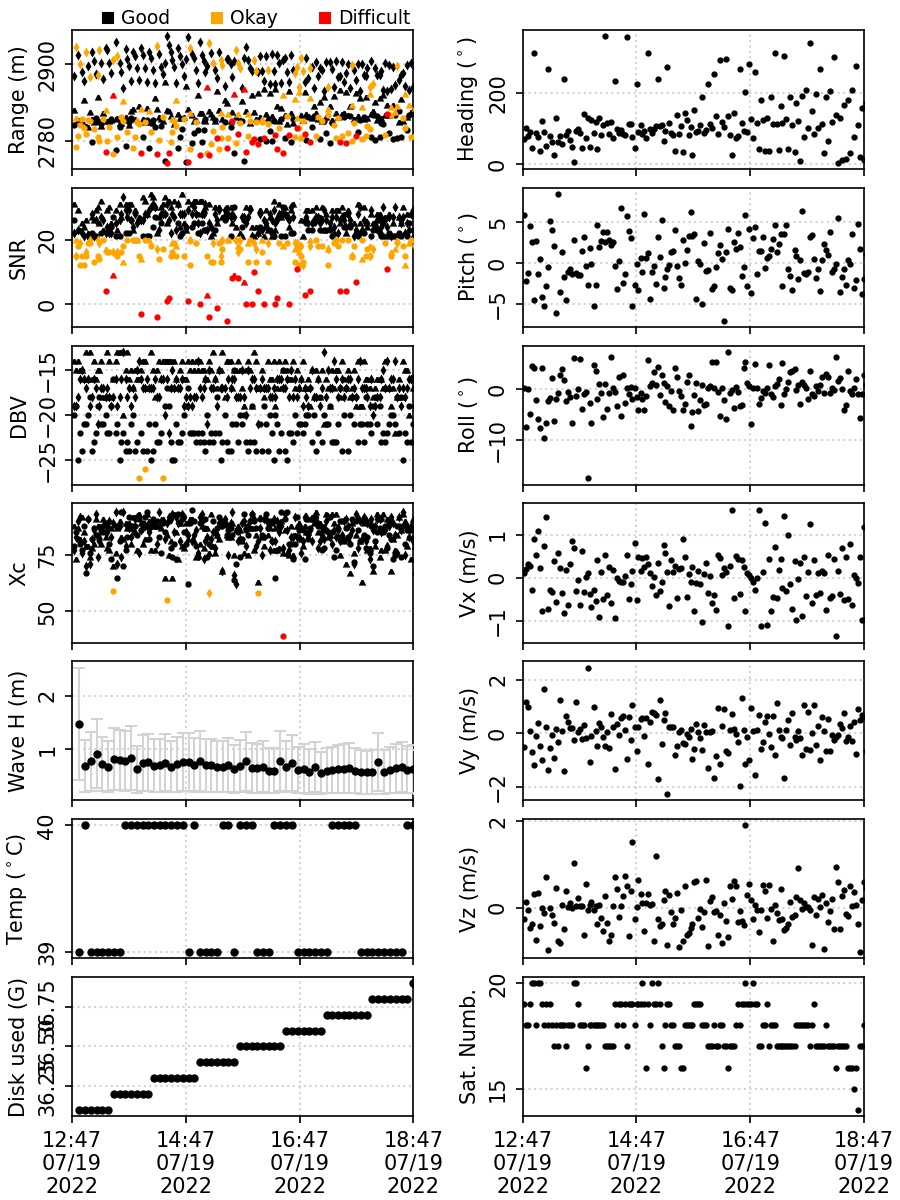 Good Okay Difficult
Range (m)
2900
2780
Heading (°)
200
0
SNR
20
0
Pitch (°)
5
0
−5
DBV
−15
−20
−25
Roll (°)
0
−10
Xc
75
50
Vx (m/s)
1
0
−1
Wave H (m)
2
1
Vy (m/s)
2
0
−2
Temp (°C)
40
39
Vz (m/s)
2
0
Disk used (G)
Sat. Numb.
20
15
12:47 14:47 16:47 18:47
07/19 07/19 07/19 07/19
2022 2022 2022 2022
12:47 14:47 16:47 18:47
07/19 07/19 07/19 07/19
2022 2022 2022 2022